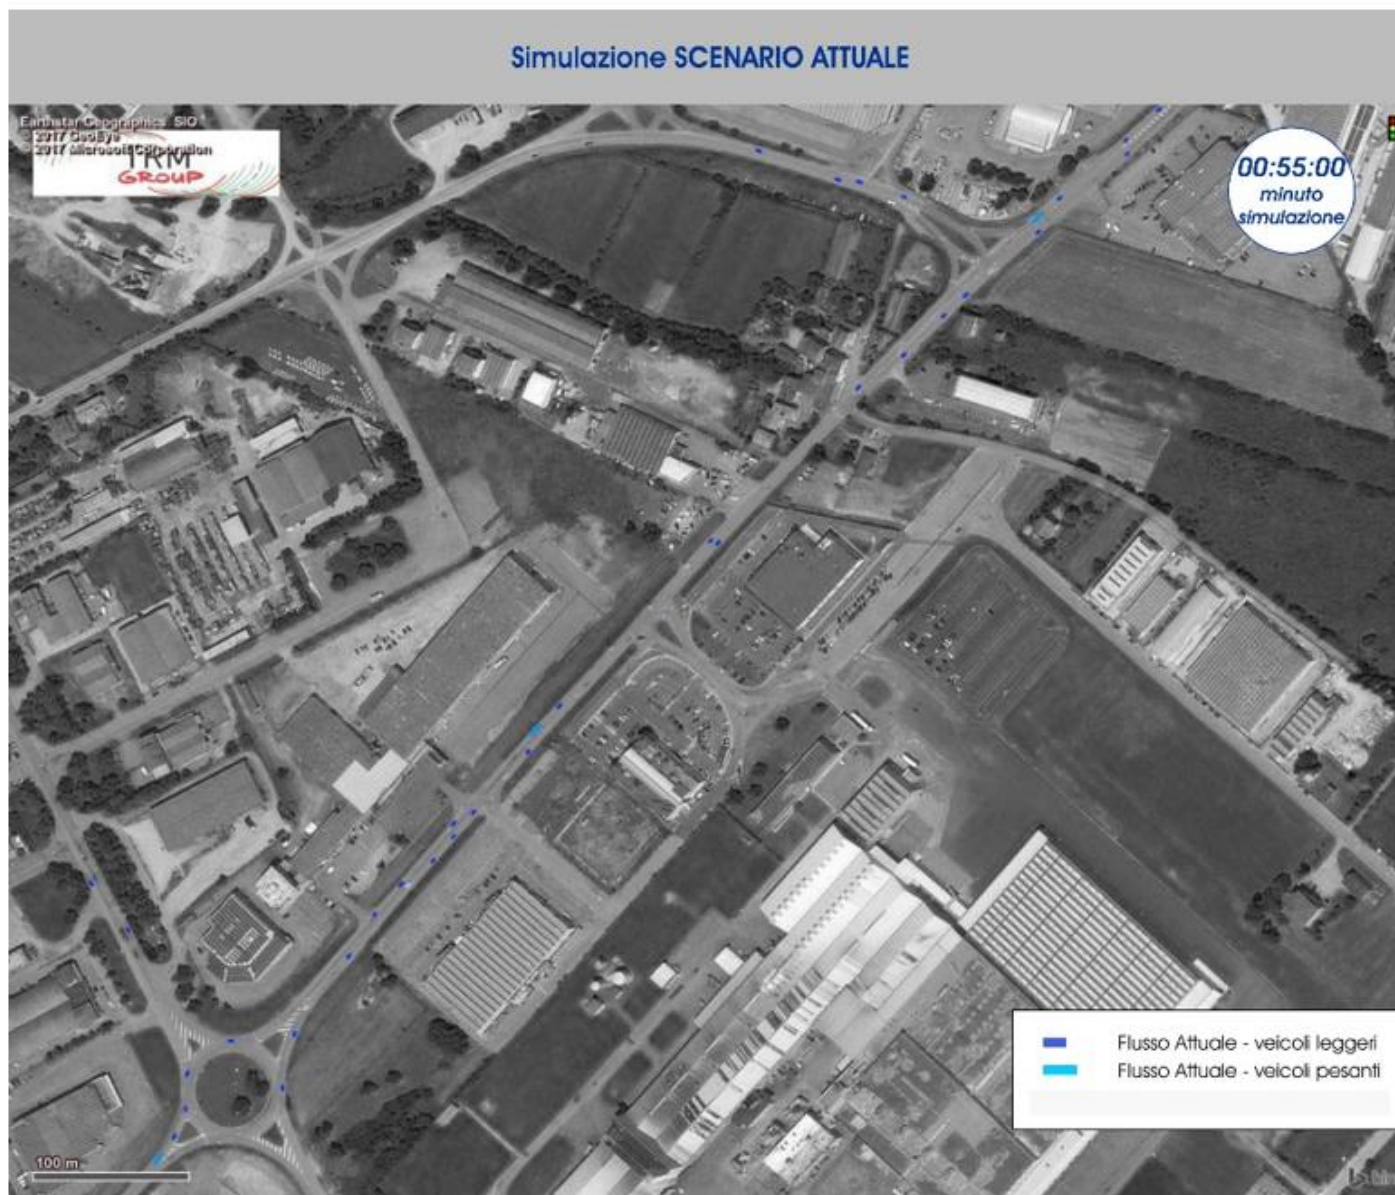 Simulazione SCENARIO ATTUALE
Earthstar Geographics SIO
© 2017 GeoEye
© 2017 Microsoft Corporation
TRM
GROUP
00:55:00
minuto
simulazione
Flusso Attuale - veicoli leggeri
Flusso Attuale - veicoli pesanti
100 m